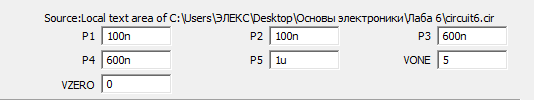 Source:Local text area of C:\Users\ЭЛЕКС\Desktop\Основы электроники\Лаба 6\circuit6.cir
P1 100n P2 100n P3 600n
P4 600n P5 1u VONE 5
VZERO 0